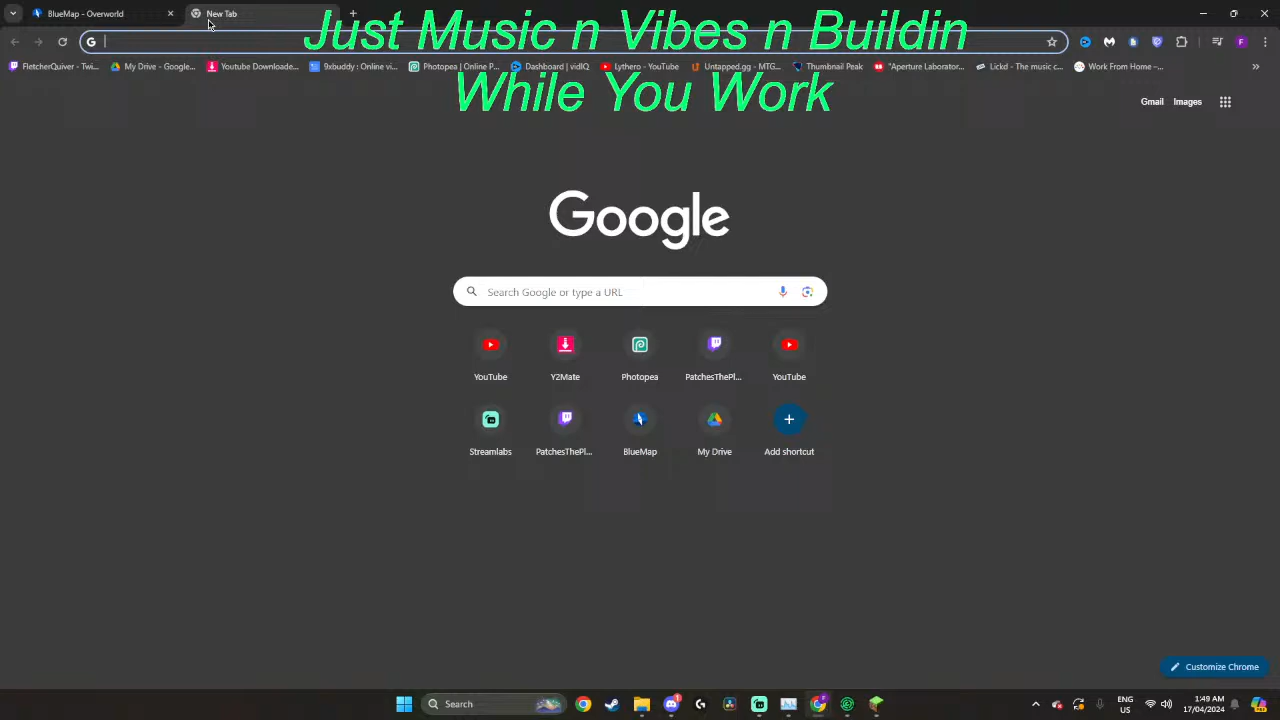 BlueMap - Overworld
New Tab
Just Music n Vibes n Buildin
While You Work
FletcherQuiver - Twi...
My Drive - Google...
Youtube Downloade...
9xbuddy : Online vi...
Photopea | Online P...
Dashboard | vidIQ
Lythero - YouTube
Untapped.gg - MTG...
Thumbnail Peak
"Aperture Laborator...
Lickd - The music c...
Work From Home –...
Gmail
Images
Google
Search Google or type a URL
YouTube
Y2Mate
Photopea
PatchesThePl...
YouTube
Streamlabs
PatchesThePl...
BlueMap
My Drive
Add shortcut
Customize Chrome
Search
ENG
US
1:49 AM
17/04/2024